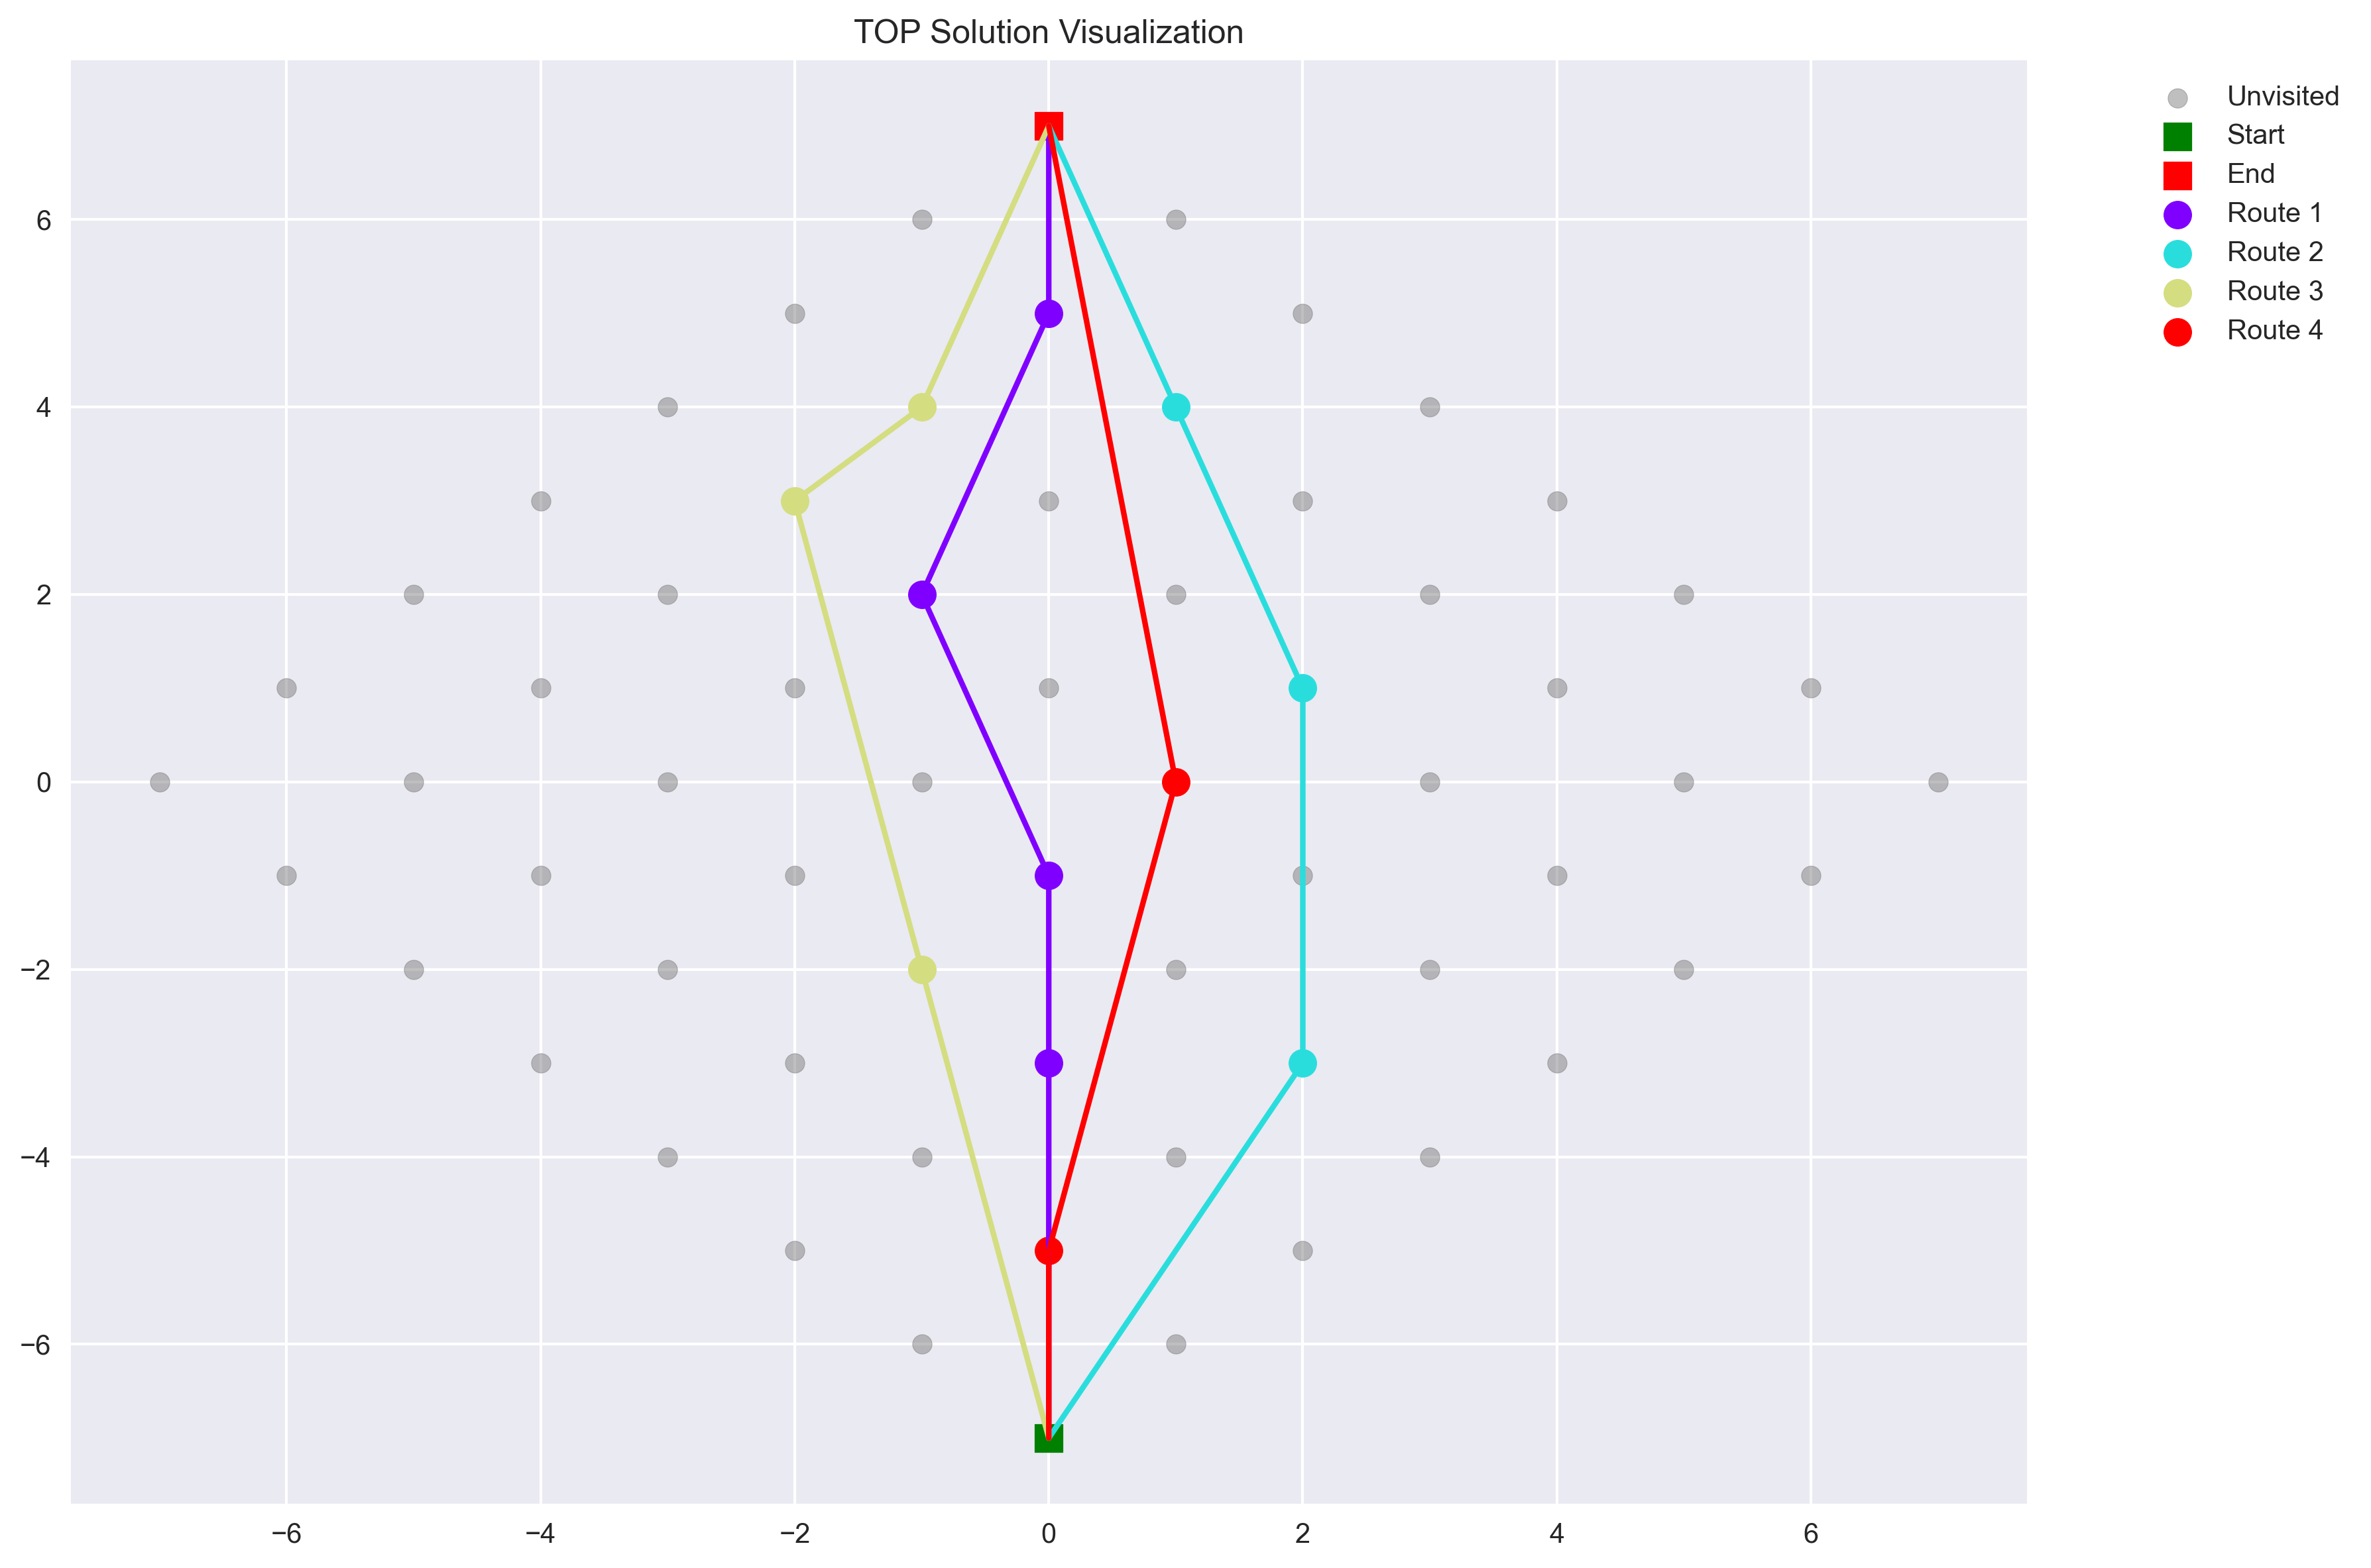 TOP Solution Visualization
Unvisited
Start
End
Route 1
Route 2
Route 3
Route 4
6
4
2
0
−2
−4
−6
−6 −4 −2 0 2 4 6